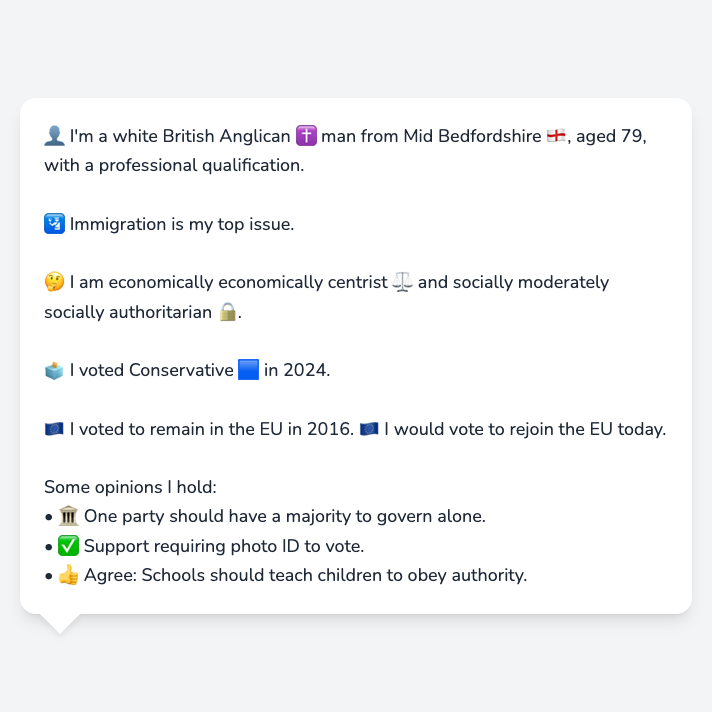 👤 I'm a white British Anglican ✝️ man from Mid Bedfordshire 🏴󠁧󠁢󠁥󠁮󠁧󠁿, aged 79,
with a professional qualification.
🛂 Immigration is my top issue.
🤔 I am economically economically centrist ⚖️ and socially moderately
socially authoritarian 🔒.
🗳️ I voted Conservative 🟦 in 2024.
🇪🇺 I voted to remain in the EU in 2016. 🇪🇺 I would vote to rejoin the EU today.
Some opinions I hold:
• 🏛️ One party should have a majority to govern alone.
• ✅ Support requiring photo ID to vote.
• 👍 Agree: Schools should teach children to obey authority.